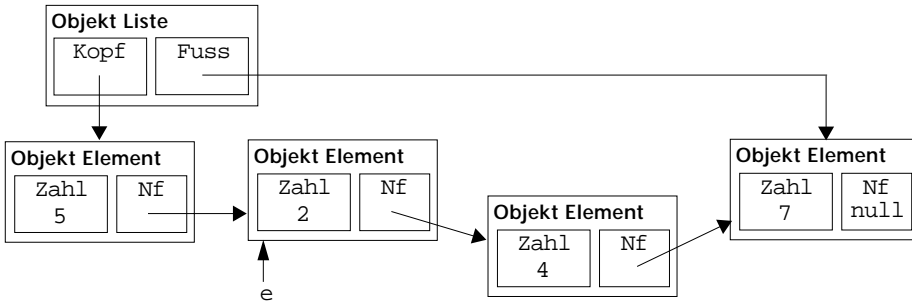 Objekt Liste
Kopf
Fuss
Objekt Element
Zahl
5
Nf
Objekt Element
Zahl
2
Nf
Objekt Element
Zahl
4
Nf
Objekt Element
Zahl
7
Nf
null
e